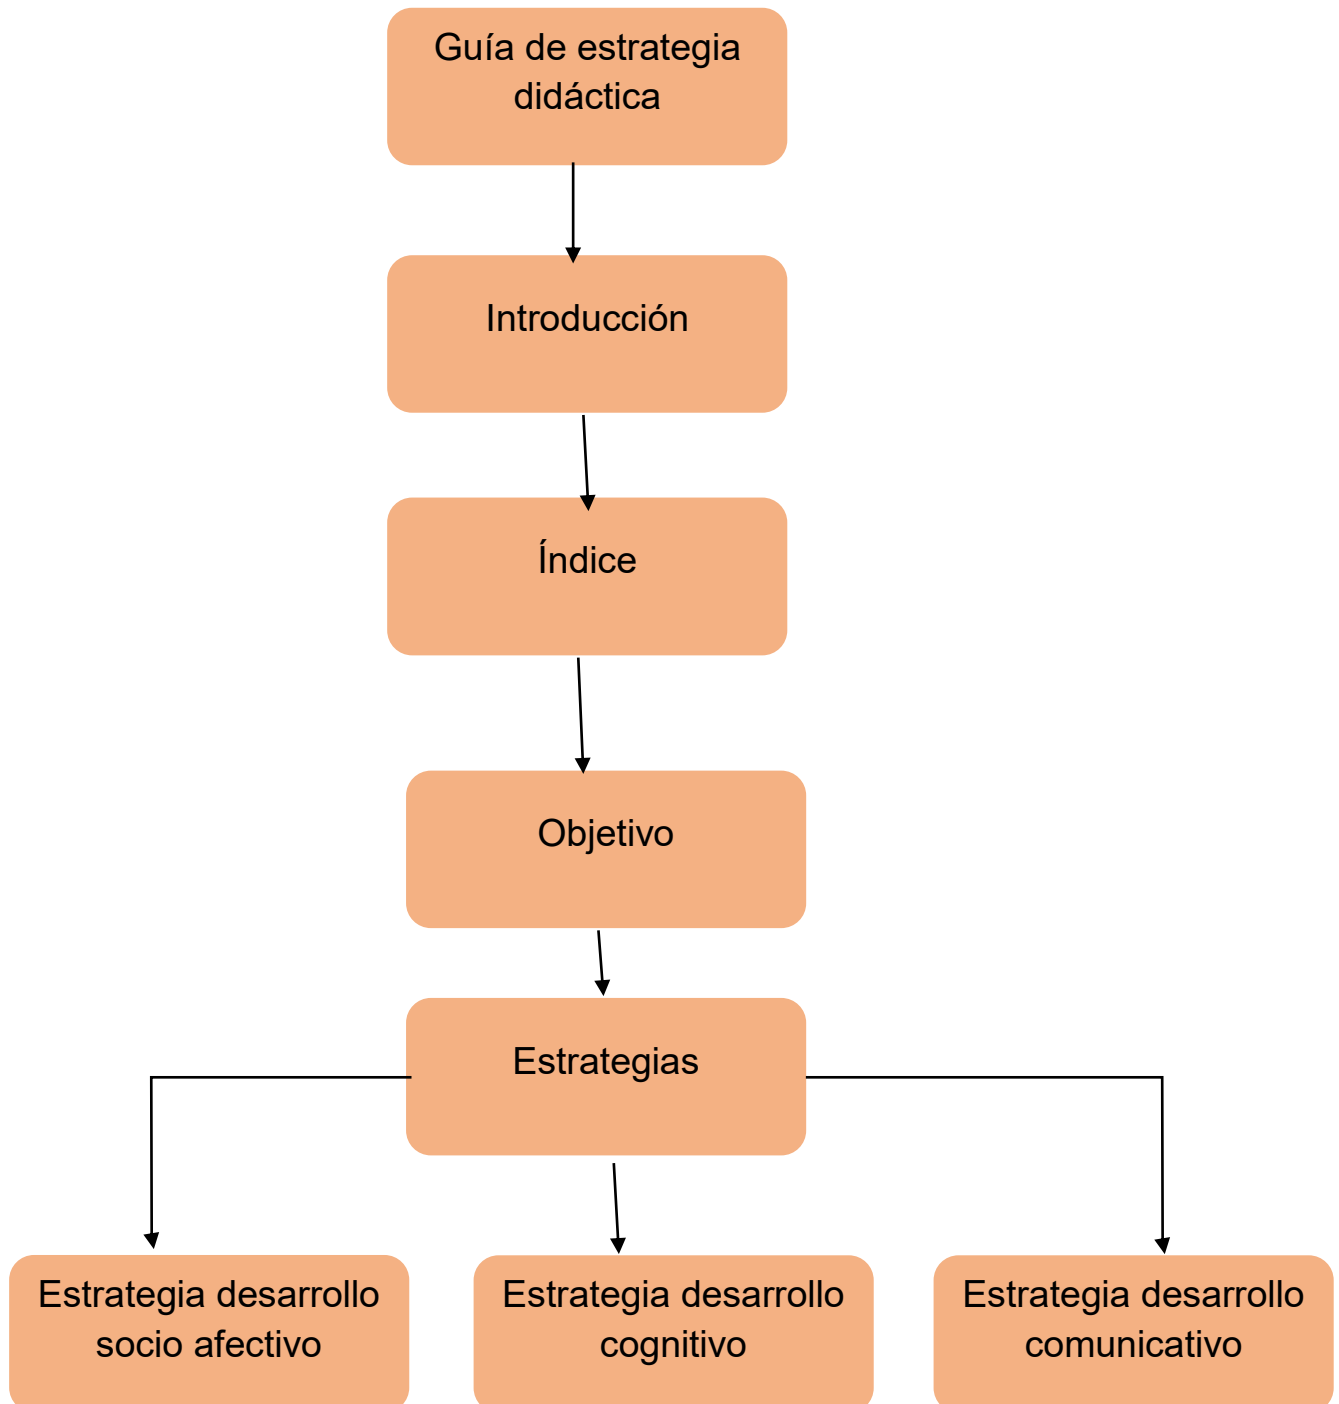 Guía de estrategia
didáctica
Introducción
Índice
Objetivo
Estrategias
Estrategia desarrollo
socio afectivo
Estrategia desarrollo
cognitivo
Estrategia desarrollo
comunicativo